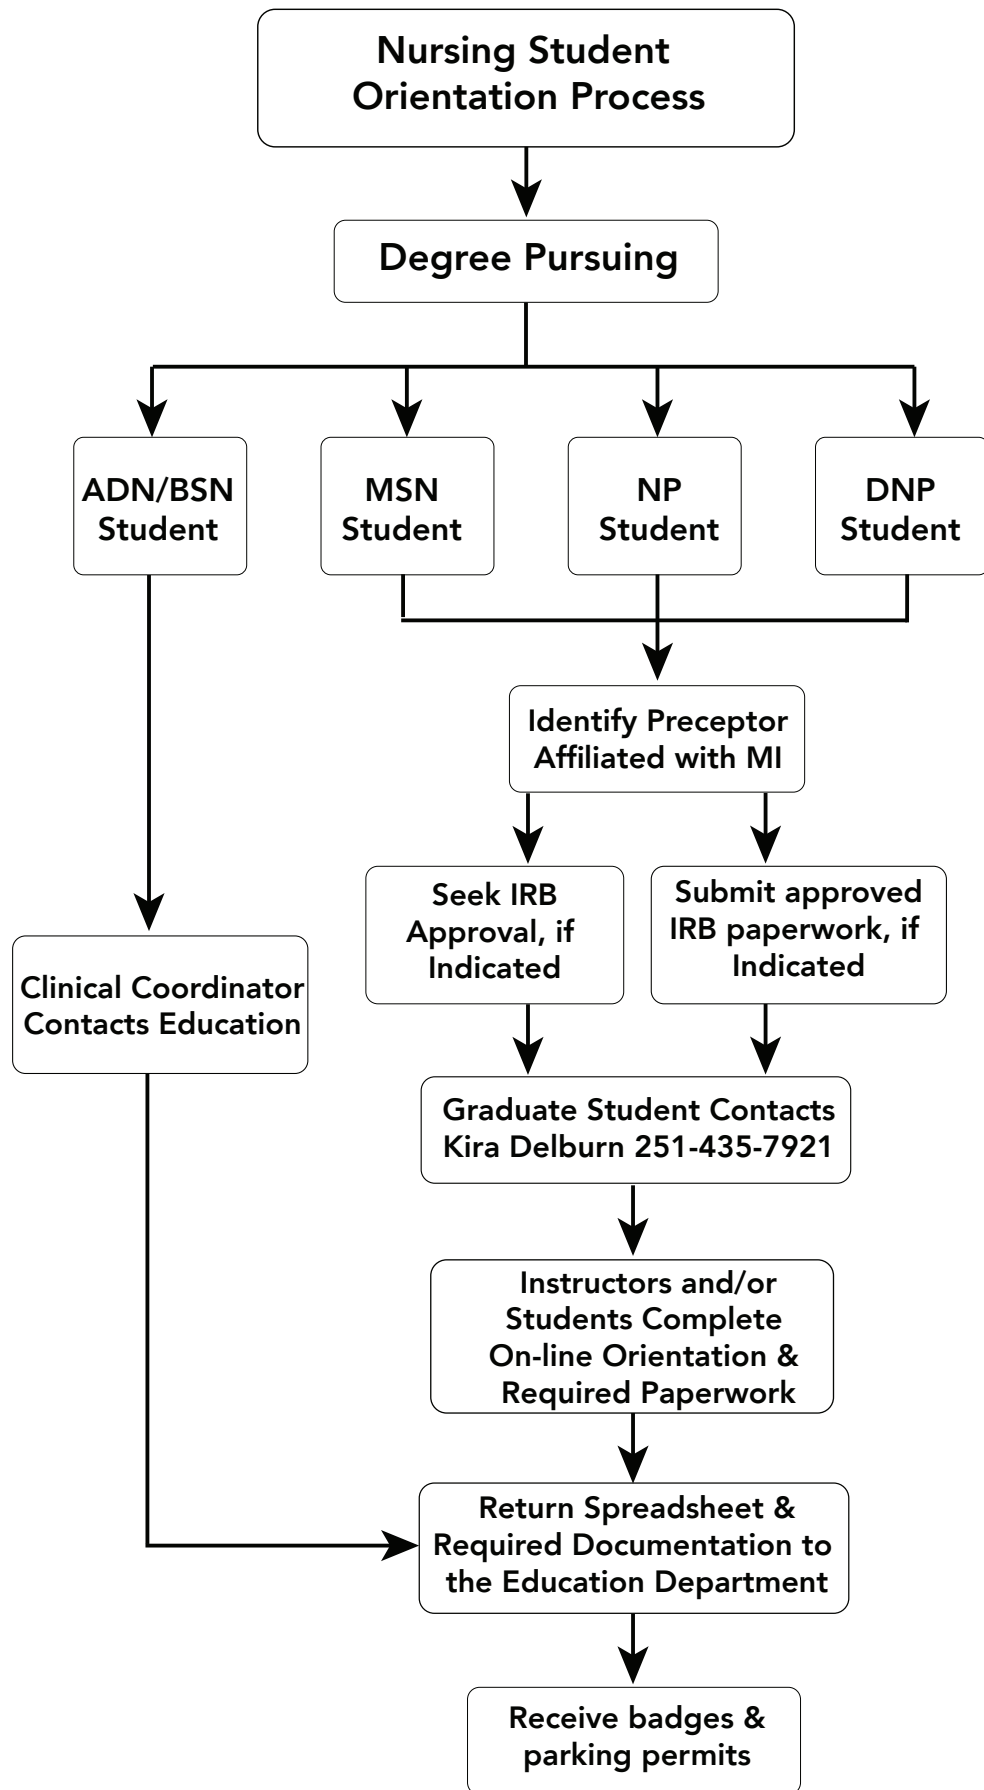 Nursing Student
Orientation Process
Degree Pursuing
ADN/BSN
Student
MSN
Student
NP
Student
DNP
Student
Identify Preceptor
Affiliated with MI
Seek IRB
Approval, if
Indicated
Submit approved
IRB paperwork, if
Indicated
Clinical Coordinator
Contacts Education
Graduate Student Contacts
Kira Delburn 251-435-7921
Instructors and/or
Students Complete
On-line Orientation &
Required Paperwork
Return Spreadsheet &
Required Documentation to
the Education Department
Receive badges &
parking permits